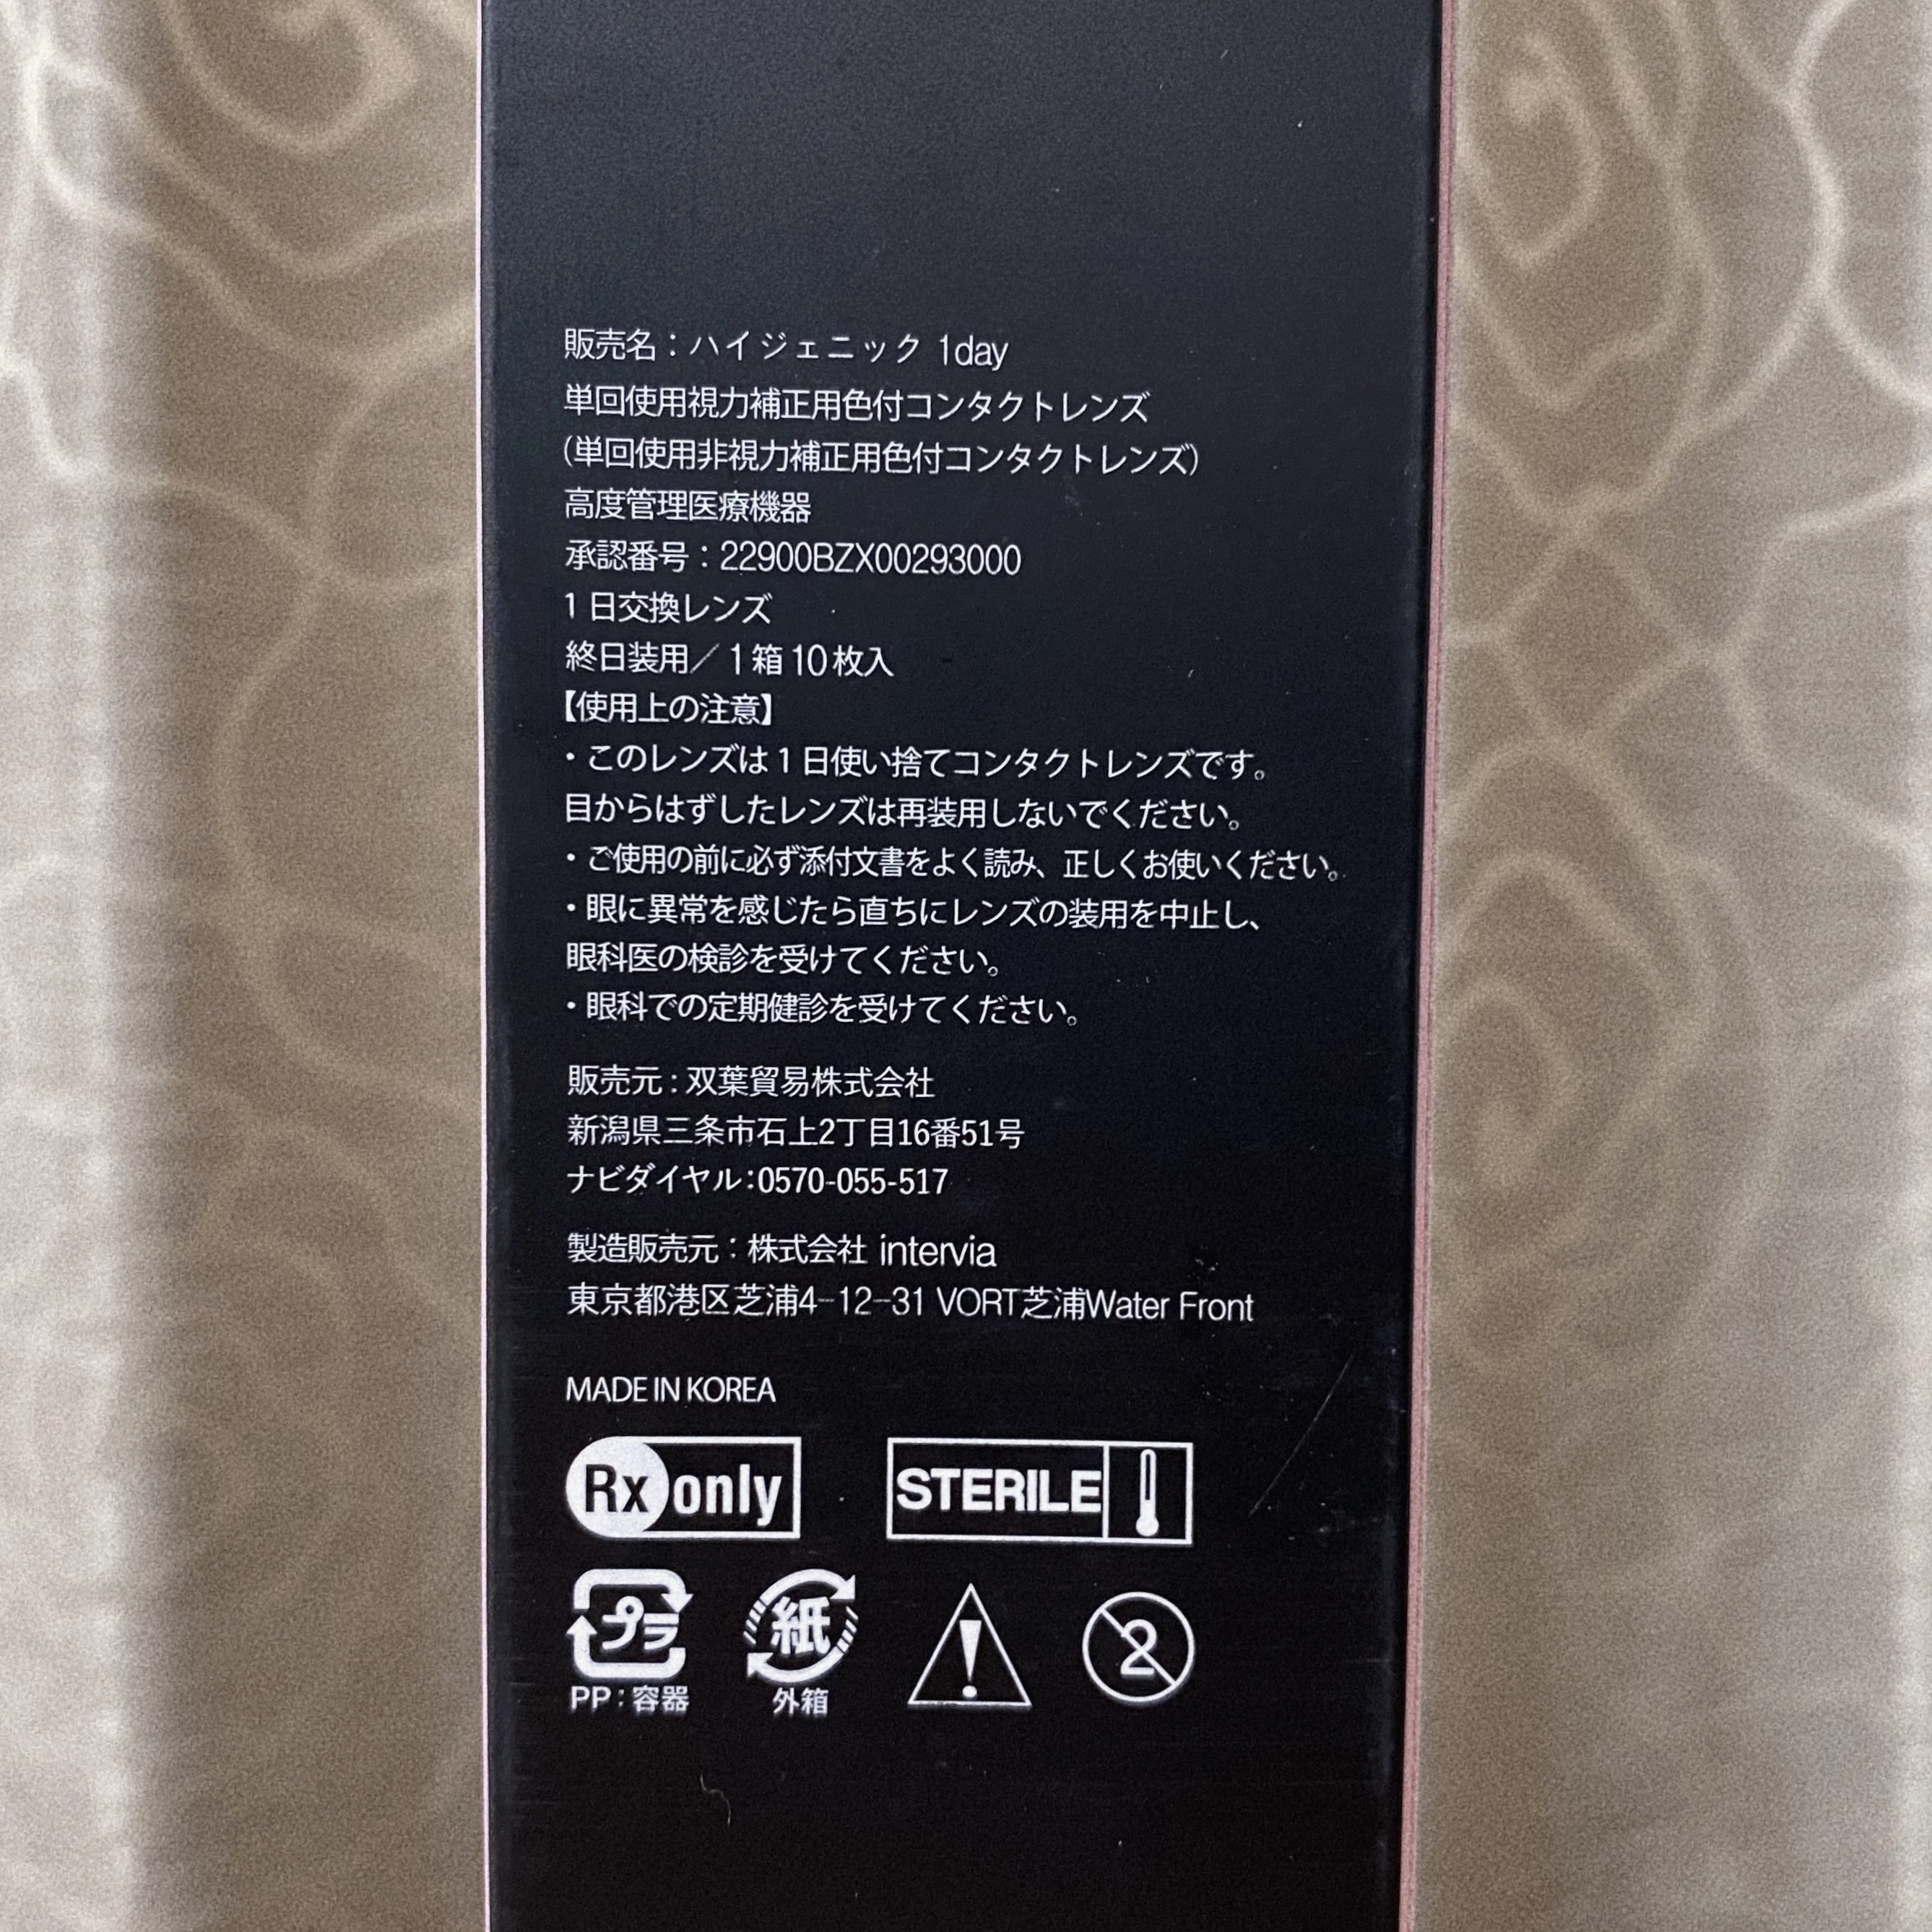 販売名：ハイジェニック 1day
単回使用視力補正用色付コンタクトレンズ
(単回使用非視力補正用色付コンタクトレンズ)
高度管理医療機器
承認番号：22900BZX00293000
1日交換レンズ
終日装用／1箱10枚入
【使用上の注意】
・このレンズは1日使い捨てコンタクトレンズです。
目からはずしたレンズは再装用しないでください。
・ご使用の前に必ず添付文書をよく読み、正しくお使いください。
・眼に異常を感じたら直ちにレンズの装用を中止し、
眼科医の検診を受けてください。
・眼科での定期健診を受けてください。
販売元：双葉貿易株式会社
新潟県三条市石上2丁目16番51号
ナビダイヤル：0570-055-517
製造販売元：株式会社 intervia
東京都港区芝浦4-12-31 VORT芝浦Water Front
MADE IN KOREA
Rx only
STERILE
プラ 紙 2
PP：容器 外箱